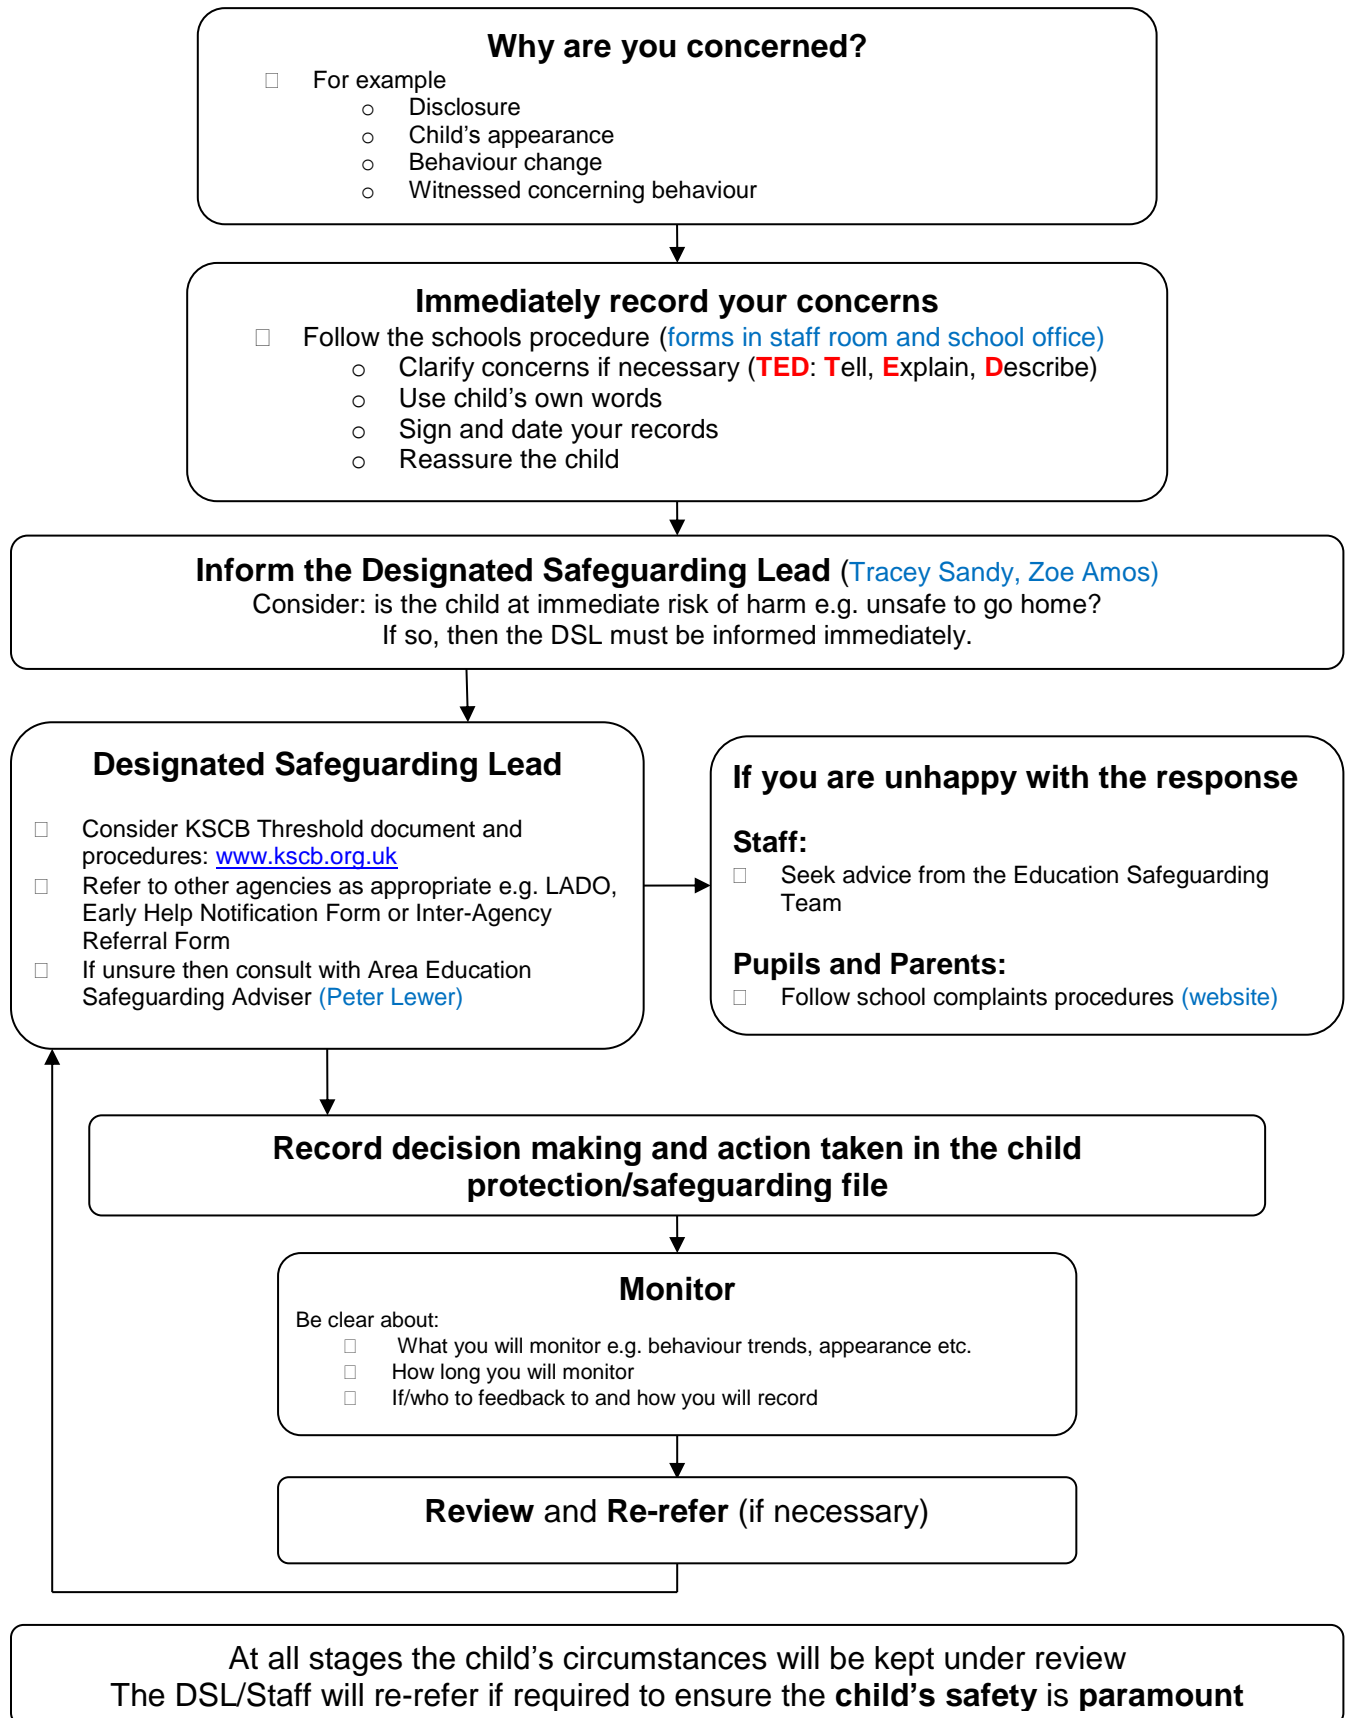 Why are you concerned?
For example
Disclosure
Child’s appearance
Behaviour change
Witnessed concerning behaviour
Immediately record your concerns
Follow the schools procedure (forms in staff room and school office)
Clarify concerns if necessary (TED: Tell, Explain, Describe)
Use child’s own words
Sign and date your records
Reassure the child
Inform the Designated Safeguarding Lead (Tracey Sandy, Zoe Amos)
Consider: is the child at immediate risk of harm e.g. unsafe to go home?
If so, then the DSL must be informed immediately.
Designated Safeguarding Lead
Consider KSCB Threshold document and
procedures: www.kscb.org.uk
Refer to other agencies as appropriate e.g. LADO,
Early Help Notification Form or Inter-Agency
Referral Form
If unsure then consult with Area Education
Safeguarding Adviser (Peter Lewer)
If you are unhappy with the response
Staff:
Seek advice from the Education Safeguarding
Team
Pupils and Parents:
Follow school complaints procedures (website)
Record decision making and action taken in the child
protection/safeguarding file
Monitor
Be clear about:
What you will monitor e.g. behaviour trends, appearance etc.
How long you will monitor
If/who to feedback to and how you will record
Review and Re-refer (if necessary)
At all stages the child’s circumstances will be kept under review
The DSL/Staff will re-refer if required to ensure the child’s safety is paramount